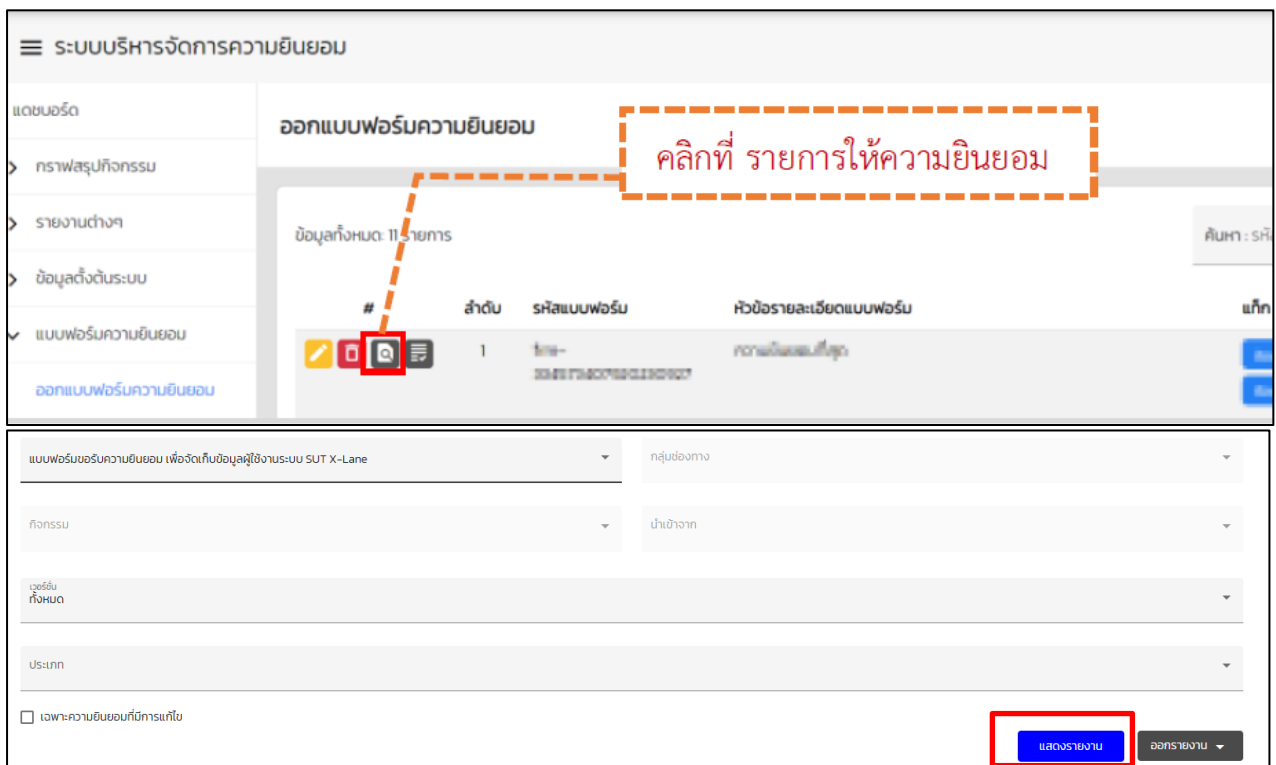 ระบบบริหารจัดการความยินยอม
แดชบอร์ด
กราฟสรุปกิจกรรม
รายงานต่างๆ
ข้อมูลตั้งต้นระบบ
แบบฟอร์มความยินยอม
ออกแบบฟอร์มความยินยอม
ออกแบบฟอร์มความยินยอม
คลิกที่ รายการให้ความยินยอม
ข้อมูลทั้งหมด: 11 รายการ
ค้นหา : รหั
# ลำดับ รหัสแบบฟอร์ม หัวข้อรายละเอียดแบบฟอร์ม แท็ก
1
แบบฟอร์มขอรับความยินยอม เพื่อจัดเก็บข้อมูลผู้ใช้งานระบบ SUT X-Lane
กลุ่มช่องทาง
กิจกรรม
นำเข้าจาก
เวอร์ชั่น
ทั้งหมด
ประเภท
เฉพาะความยินยอมที่มีการแก้ไข
แสดงรายงาน
ออกรายงาน